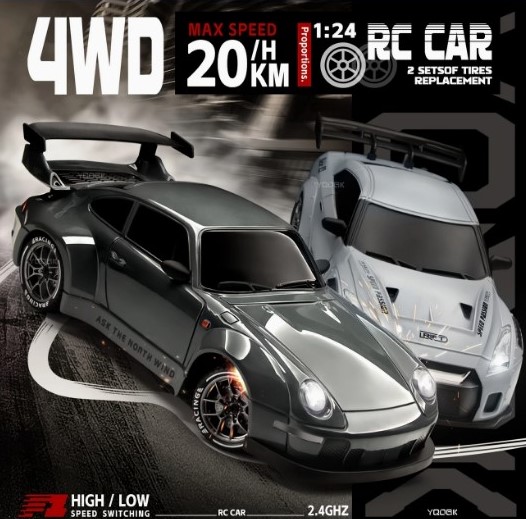 4WD
MAX SPEED
20/H
KM
Proportions.
1:24
RC CAR
2 SETSOF TIRES
REPLACEMENT
YQDBK
ASK THE NORTH WIND
HIGH / LOW
SPEED SWITCHING
RC CAR
2.4GHZ